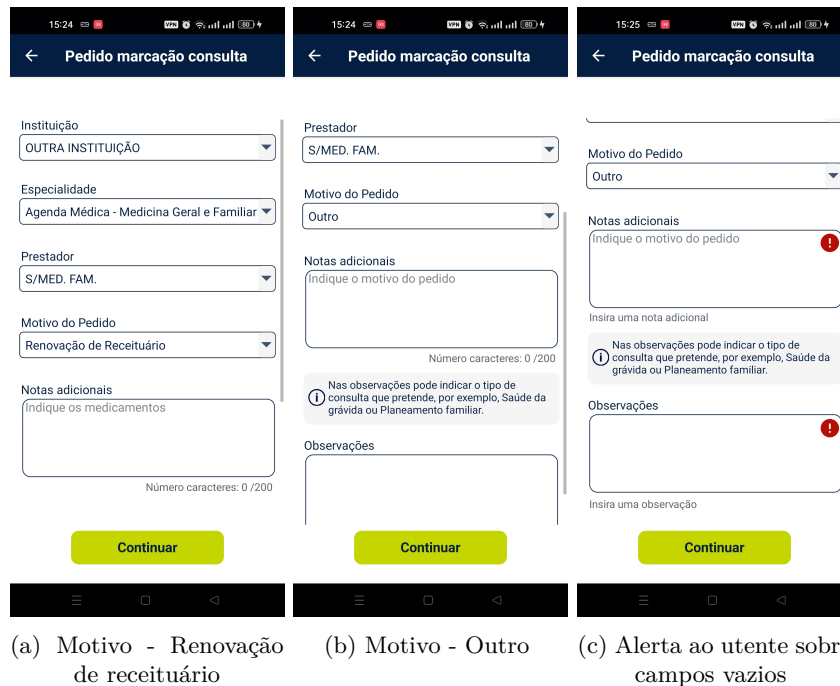 15:24
VPN
80
Pedido marcação consulta
Instituição
OUTRA INSTITUIÇÃO
Especialidade
Agenda Médica - Medicina Geral e Familiar
Prestador
S/MED. FAM.
Motivo do Pedido
Renovação de Receituário
Notas adicionais
Indique os medicamentos
Número caracteres: 0 /200
Continuar
(a) Motivo - Renovação
de receituário
15:24
VPN
80
Pedido marcação consulta
Prestador
S/MED. FAM.
Motivo do Pedido
Outro
Notas adicionais
Indique o motivo do pedido
Número caracteres: 0 /200
Nas observações pode indicar o tipo de
consulta que pretende, por exemplo, Saúde da
grávida ou Planeamento familiar.
Observações
Continuar
(b) Motivo - Outro
15:25
VPN
80
Pedido marcação consulta
Motivo do Pedido
Outro
Notas adicionais
Indique o motivo do pedido
Insira uma nota adicional
Nas observações pode indicar o tipo de
consulta que pretende, por exemplo, Saúde da
grávida ou Planeamento familiar.
Observações
Insira uma observação
Continuar
(c) Alerta ao utente sobr
campos vazios